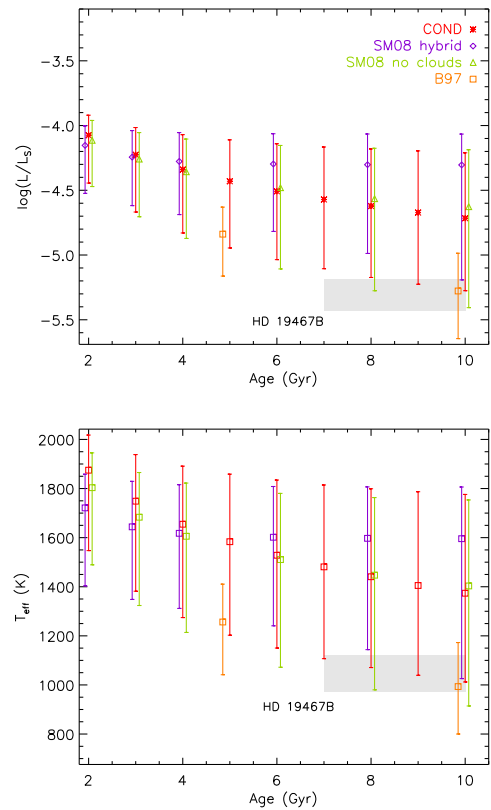 COND
SM08 hybrid
SM08 no clouds
B97
-3.5
-4.0
-4.5
-5.0
-5.5
log(L/L_S)
HD 19467B
2 4 6 8 10
Age (Gyr)
2000
1800
1600
1400
1200
1000
800
T_eff (K)
HD 19467B
2 4 6 8 10
Age (Gyr)